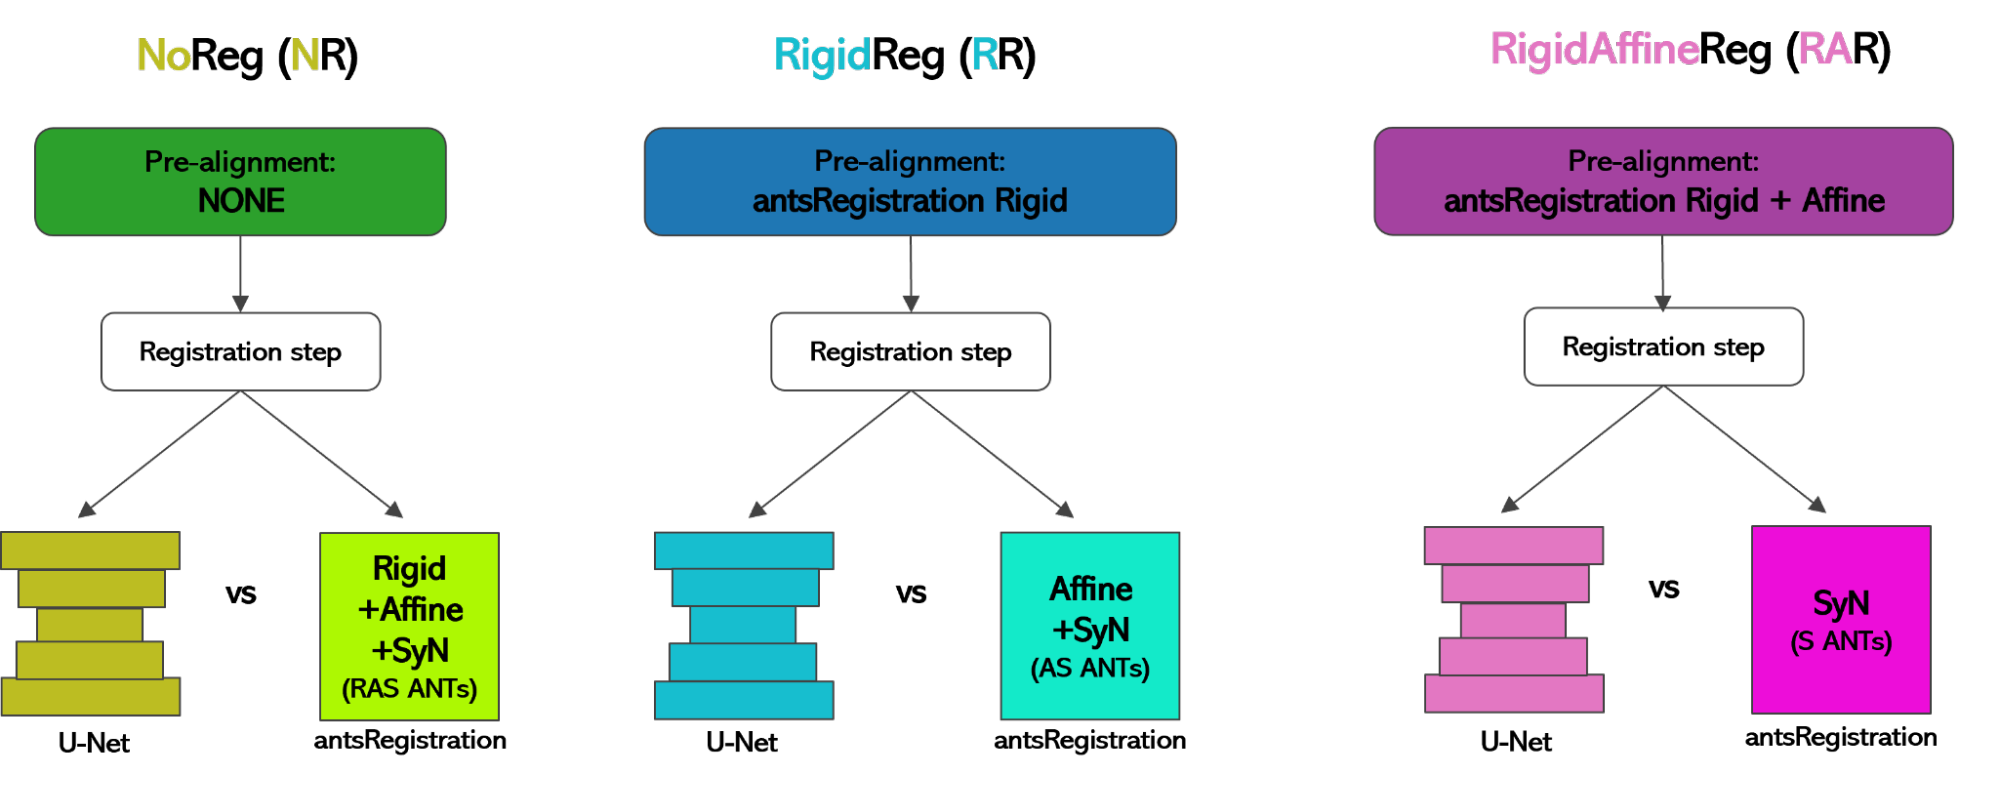 NoReg (NR)
Pre-alignment:
NONE
Registration step
vs
Rigid
+Affine
+SyN
(RAS ANTs)
U-Net
antsRegistration
RigidReg (RR)
Pre-alignment:
antsRegistration Rigid
Registration step
vs
Affine
+SyN
(AS ANTs)
U-Net
antsRegistration
RigidAffineReg (RAR)
Pre-alignment:
antsRegistration Rigid + Affine
Registration step
vs
SyN
(S ANTs)
U-Net
antsRegistration